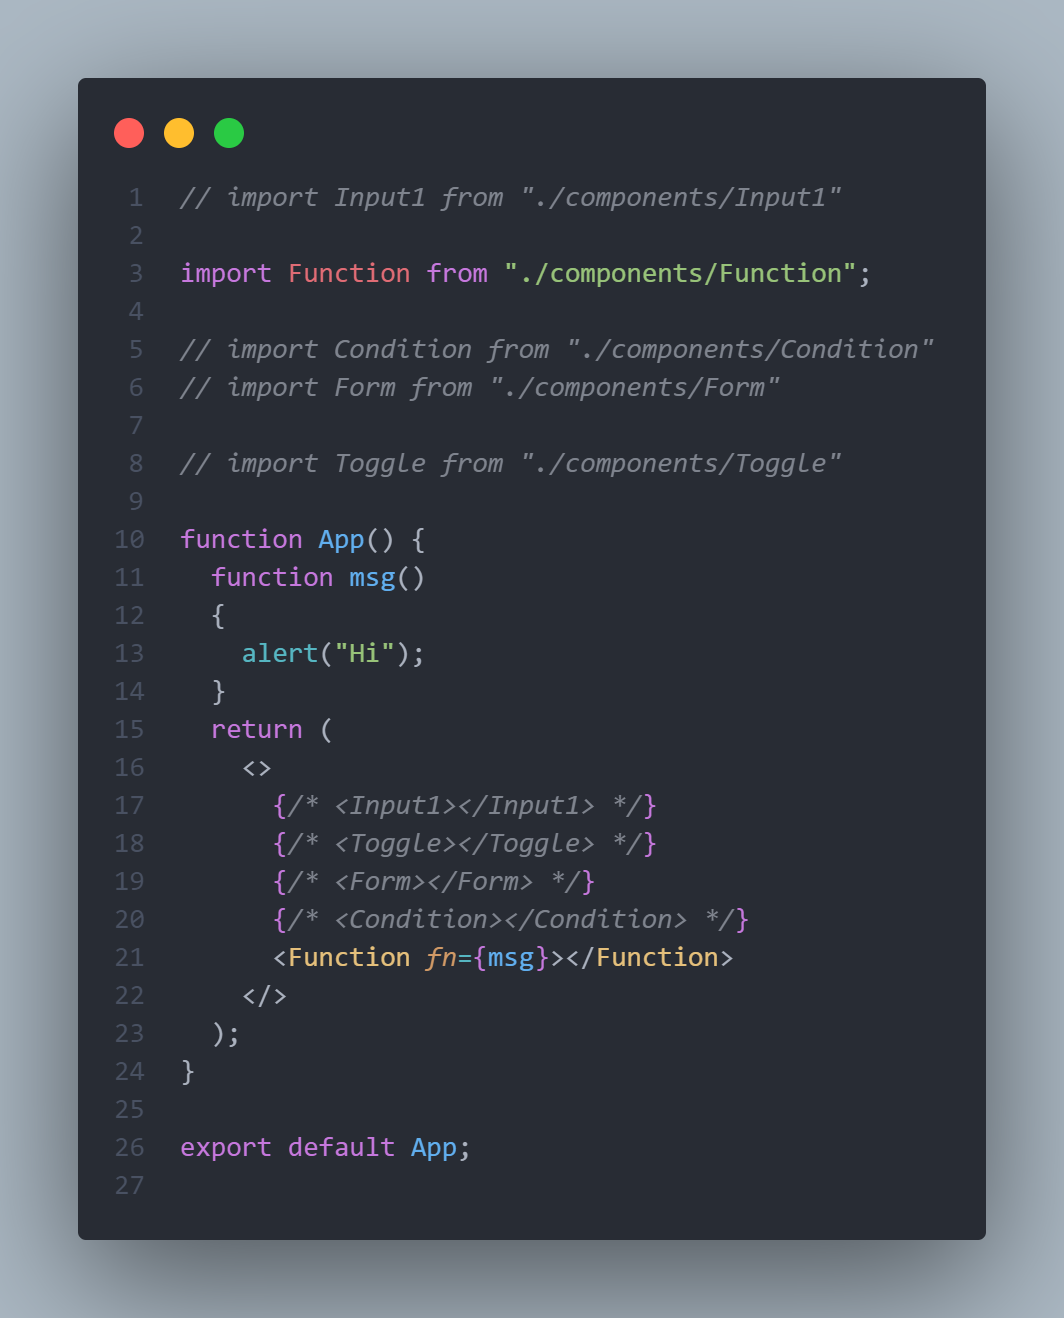 1 // import Input1 from "./components/Input1"
2
3 import Function from "./components/Function";
4
5 // import Condition from "./components/Condition"
6 // import Form from "./components/Form"
7
8 // import Toggle from "./components/Toggle"
9
10 function App() {
11   function msg()
12   {
13     alert("Hi");
14   }
15   return (
16     <>
17       {/* <Input1></Input1> */}
18       {/* <Toggle></Toggle> */}
19       {/* <Form></Form> */}
20       {/* <Condition></Condition> */}
21       <Function fn={msg}></Function>
22     </>
23   );
24 }
25
26 export default App;
27